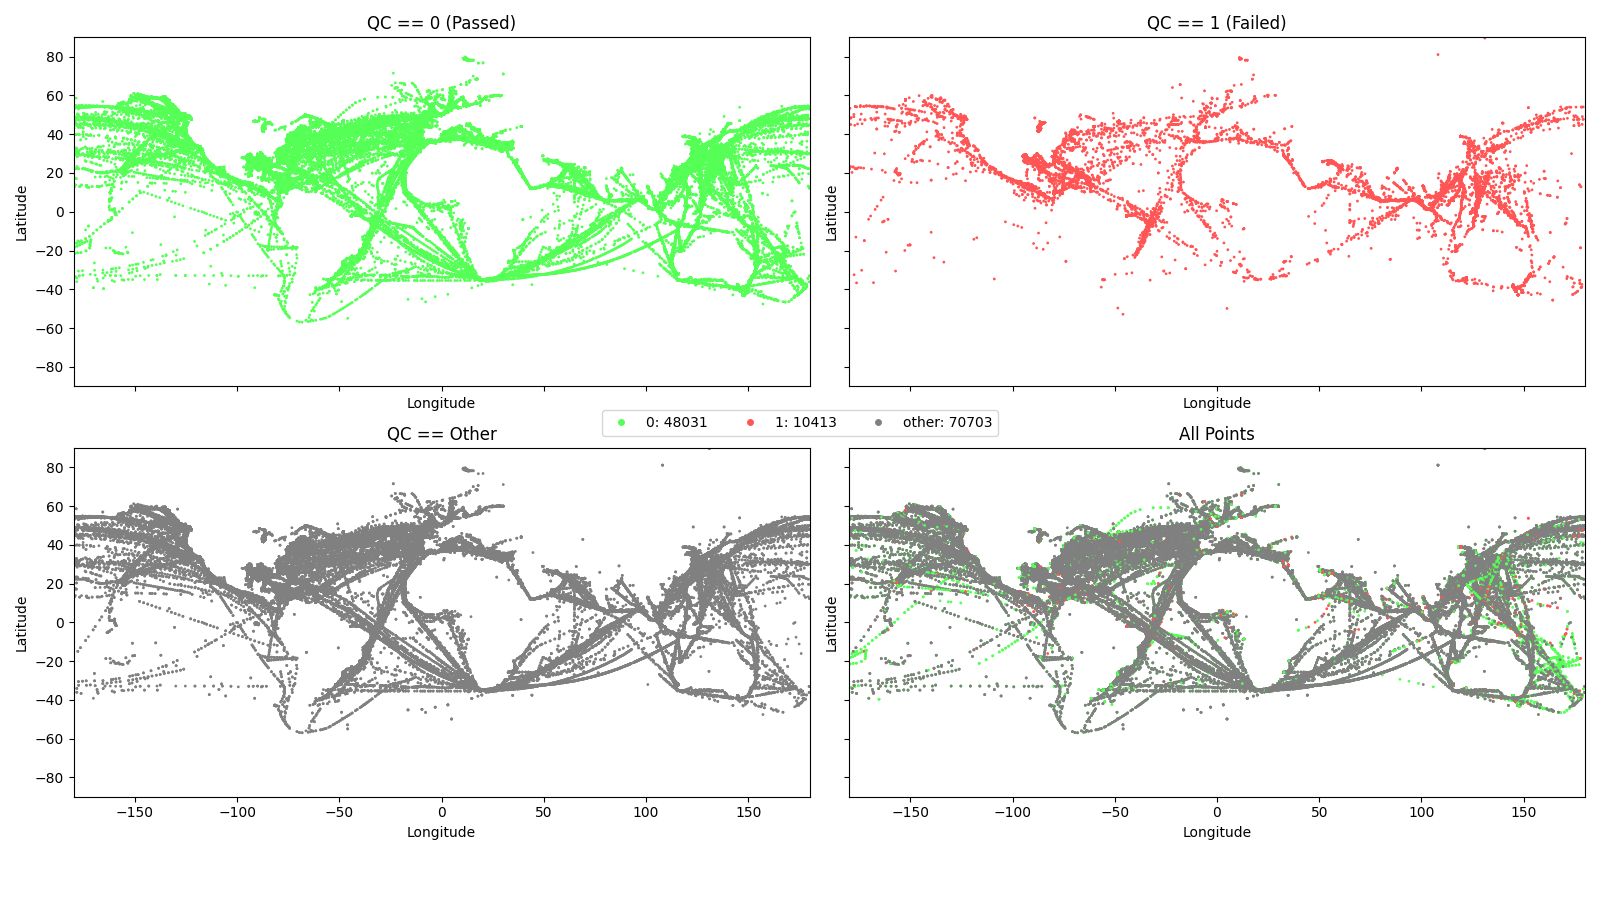 QC == 0 (Passed)
QC == 1 (Failed)
80
60
40
20
0
−20
−40
−60
−80
Latitude
Latitude
Longitude
Longitude
0: 48031
1: 10413
other: 70703
QC == Other
All Points
80
60
40
20
0
−20
−40
−60
−80
Latitude
Latitude
−150
−100
−50
0
50
100
150
−150
−100
−50
0
50
100
150
Longitude
Longitude